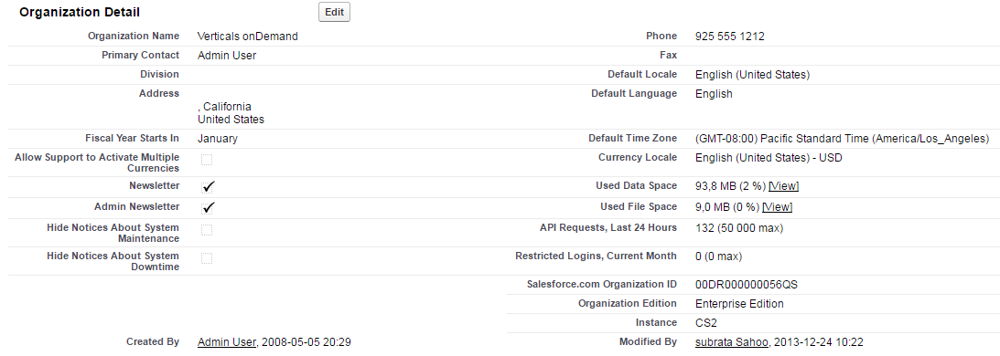 Organization Detail Edit
Organization Name Verticals onDemand Phone 925 555 1212
Primary Contact Admin User Fax
Division Default Locale English (United States)
Address Default Language English
, California
United States
Fiscal Year Starts In January Default Time Zone (GMT-08:00) Pacific Standard Time (America/Los_Angeles)
Allow Support to Activate Multiple Currency Locale English (United States) - USD
Currencies
Newsletter Used Data Space 93,8 MB (2 %) [View]
Admin Newsletter Used File Space 9,0 MB (0 %) [View]
Hide Notices About System API Requests, Last 24 Hours 132 (50 000 max)
Maintenance
Hide Notices About System Restricted Logins, Current Month 0 (0 max)
Downtime
Salesforce.com Organization ID 00DR000000056QS
Organization Edition Enterprise Edition
Instance CS2
Created By Admin User, 2008-05-05 20:29 Modified By subrata Sahoo, 2013-12-24 10:22